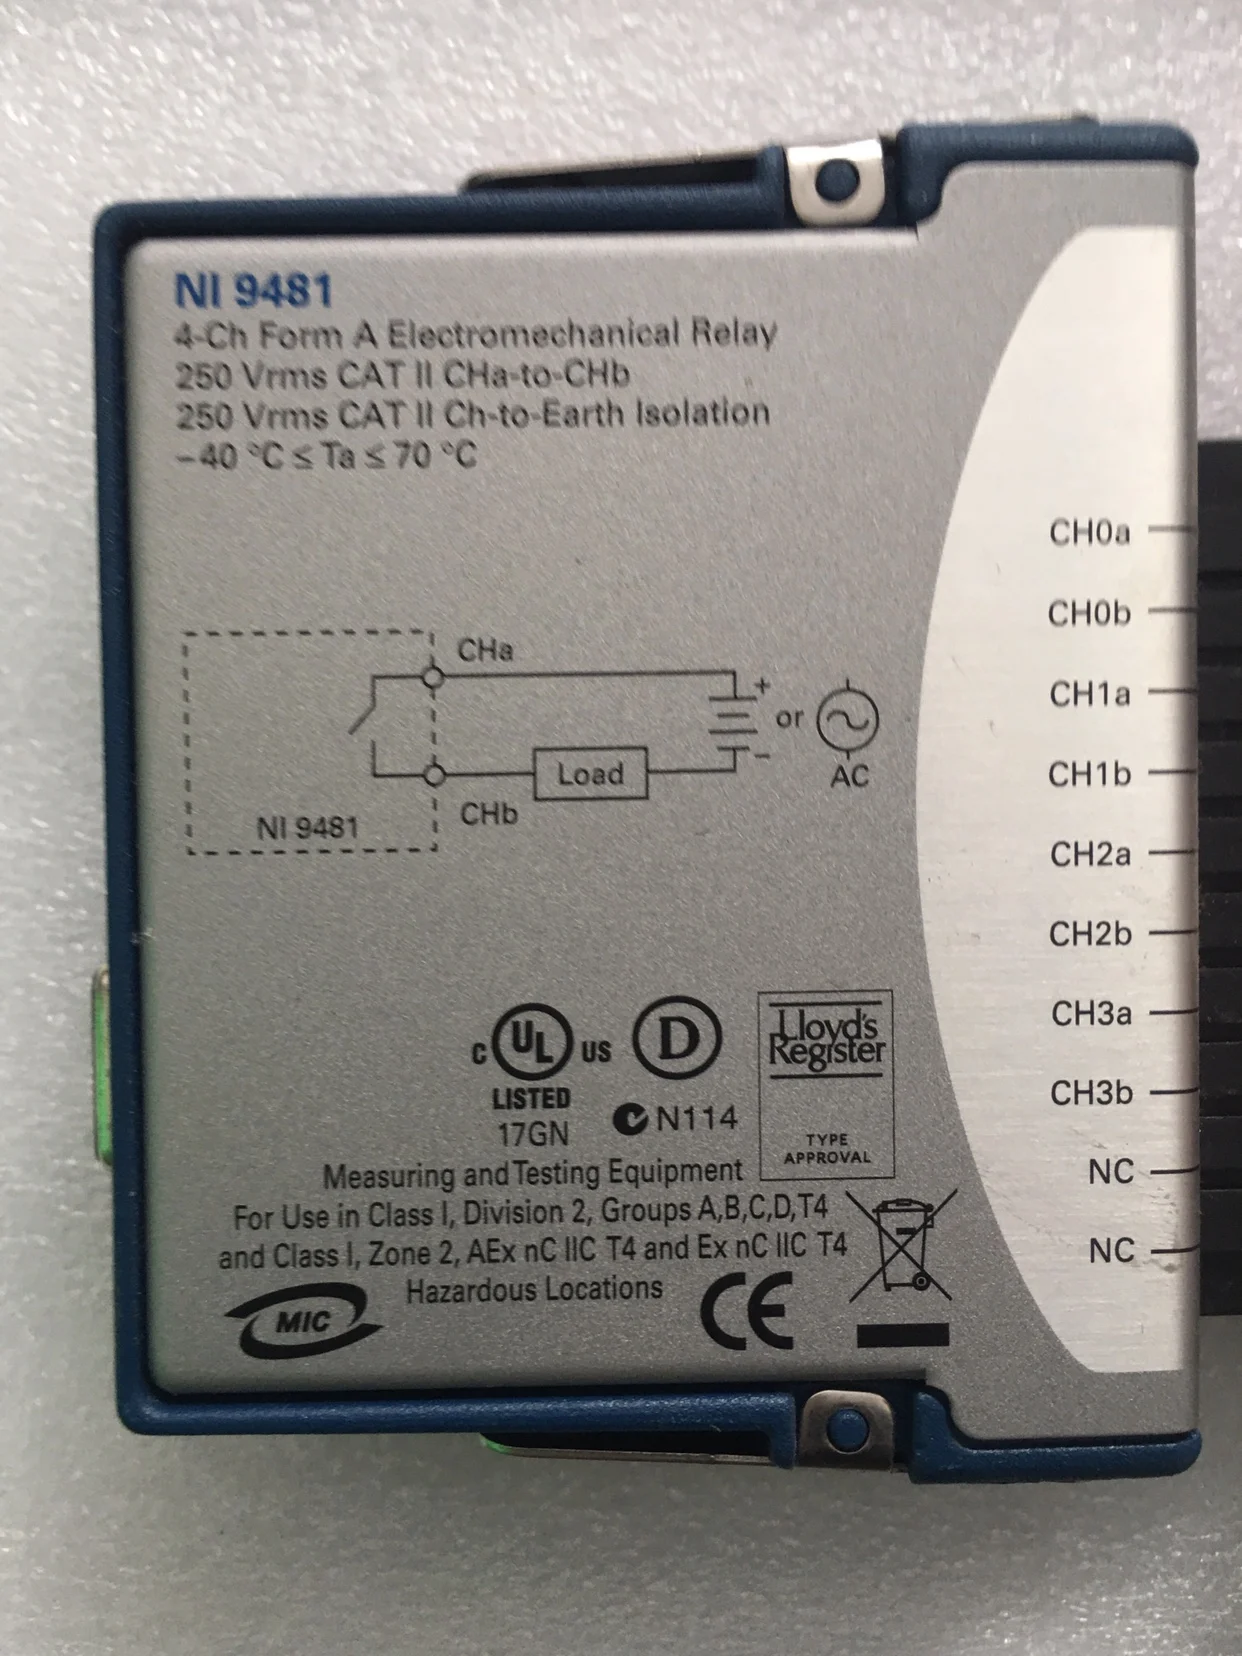 NI 9481
4-Ch Form A Electromechanical Relay
250 Vrms CAT II CHa-to-CHb
250 Vrms CAT II Ch-to-Earth Isolation
–40 °C ≤ Ta ≤ 70 °C
CHa
+
or
–
AC
Load
CHb
NI 9481
CH0a
CH0b
CH1a
CH1b
CH2a
CH2b
CH3a
CH3b
NC
NC
C UL US
LISTED
17GN
D
N114
Lloyd's
Register
TYPE
APPROVAL
Measuring and Testing Equipment
For Use in Class I, Division 2, Groups A,B,C,D,T4
and Class I, Zone 2, AEx nC IIC T4 and Ex nC IIC T4
Hazardous Locations
MIC
CE